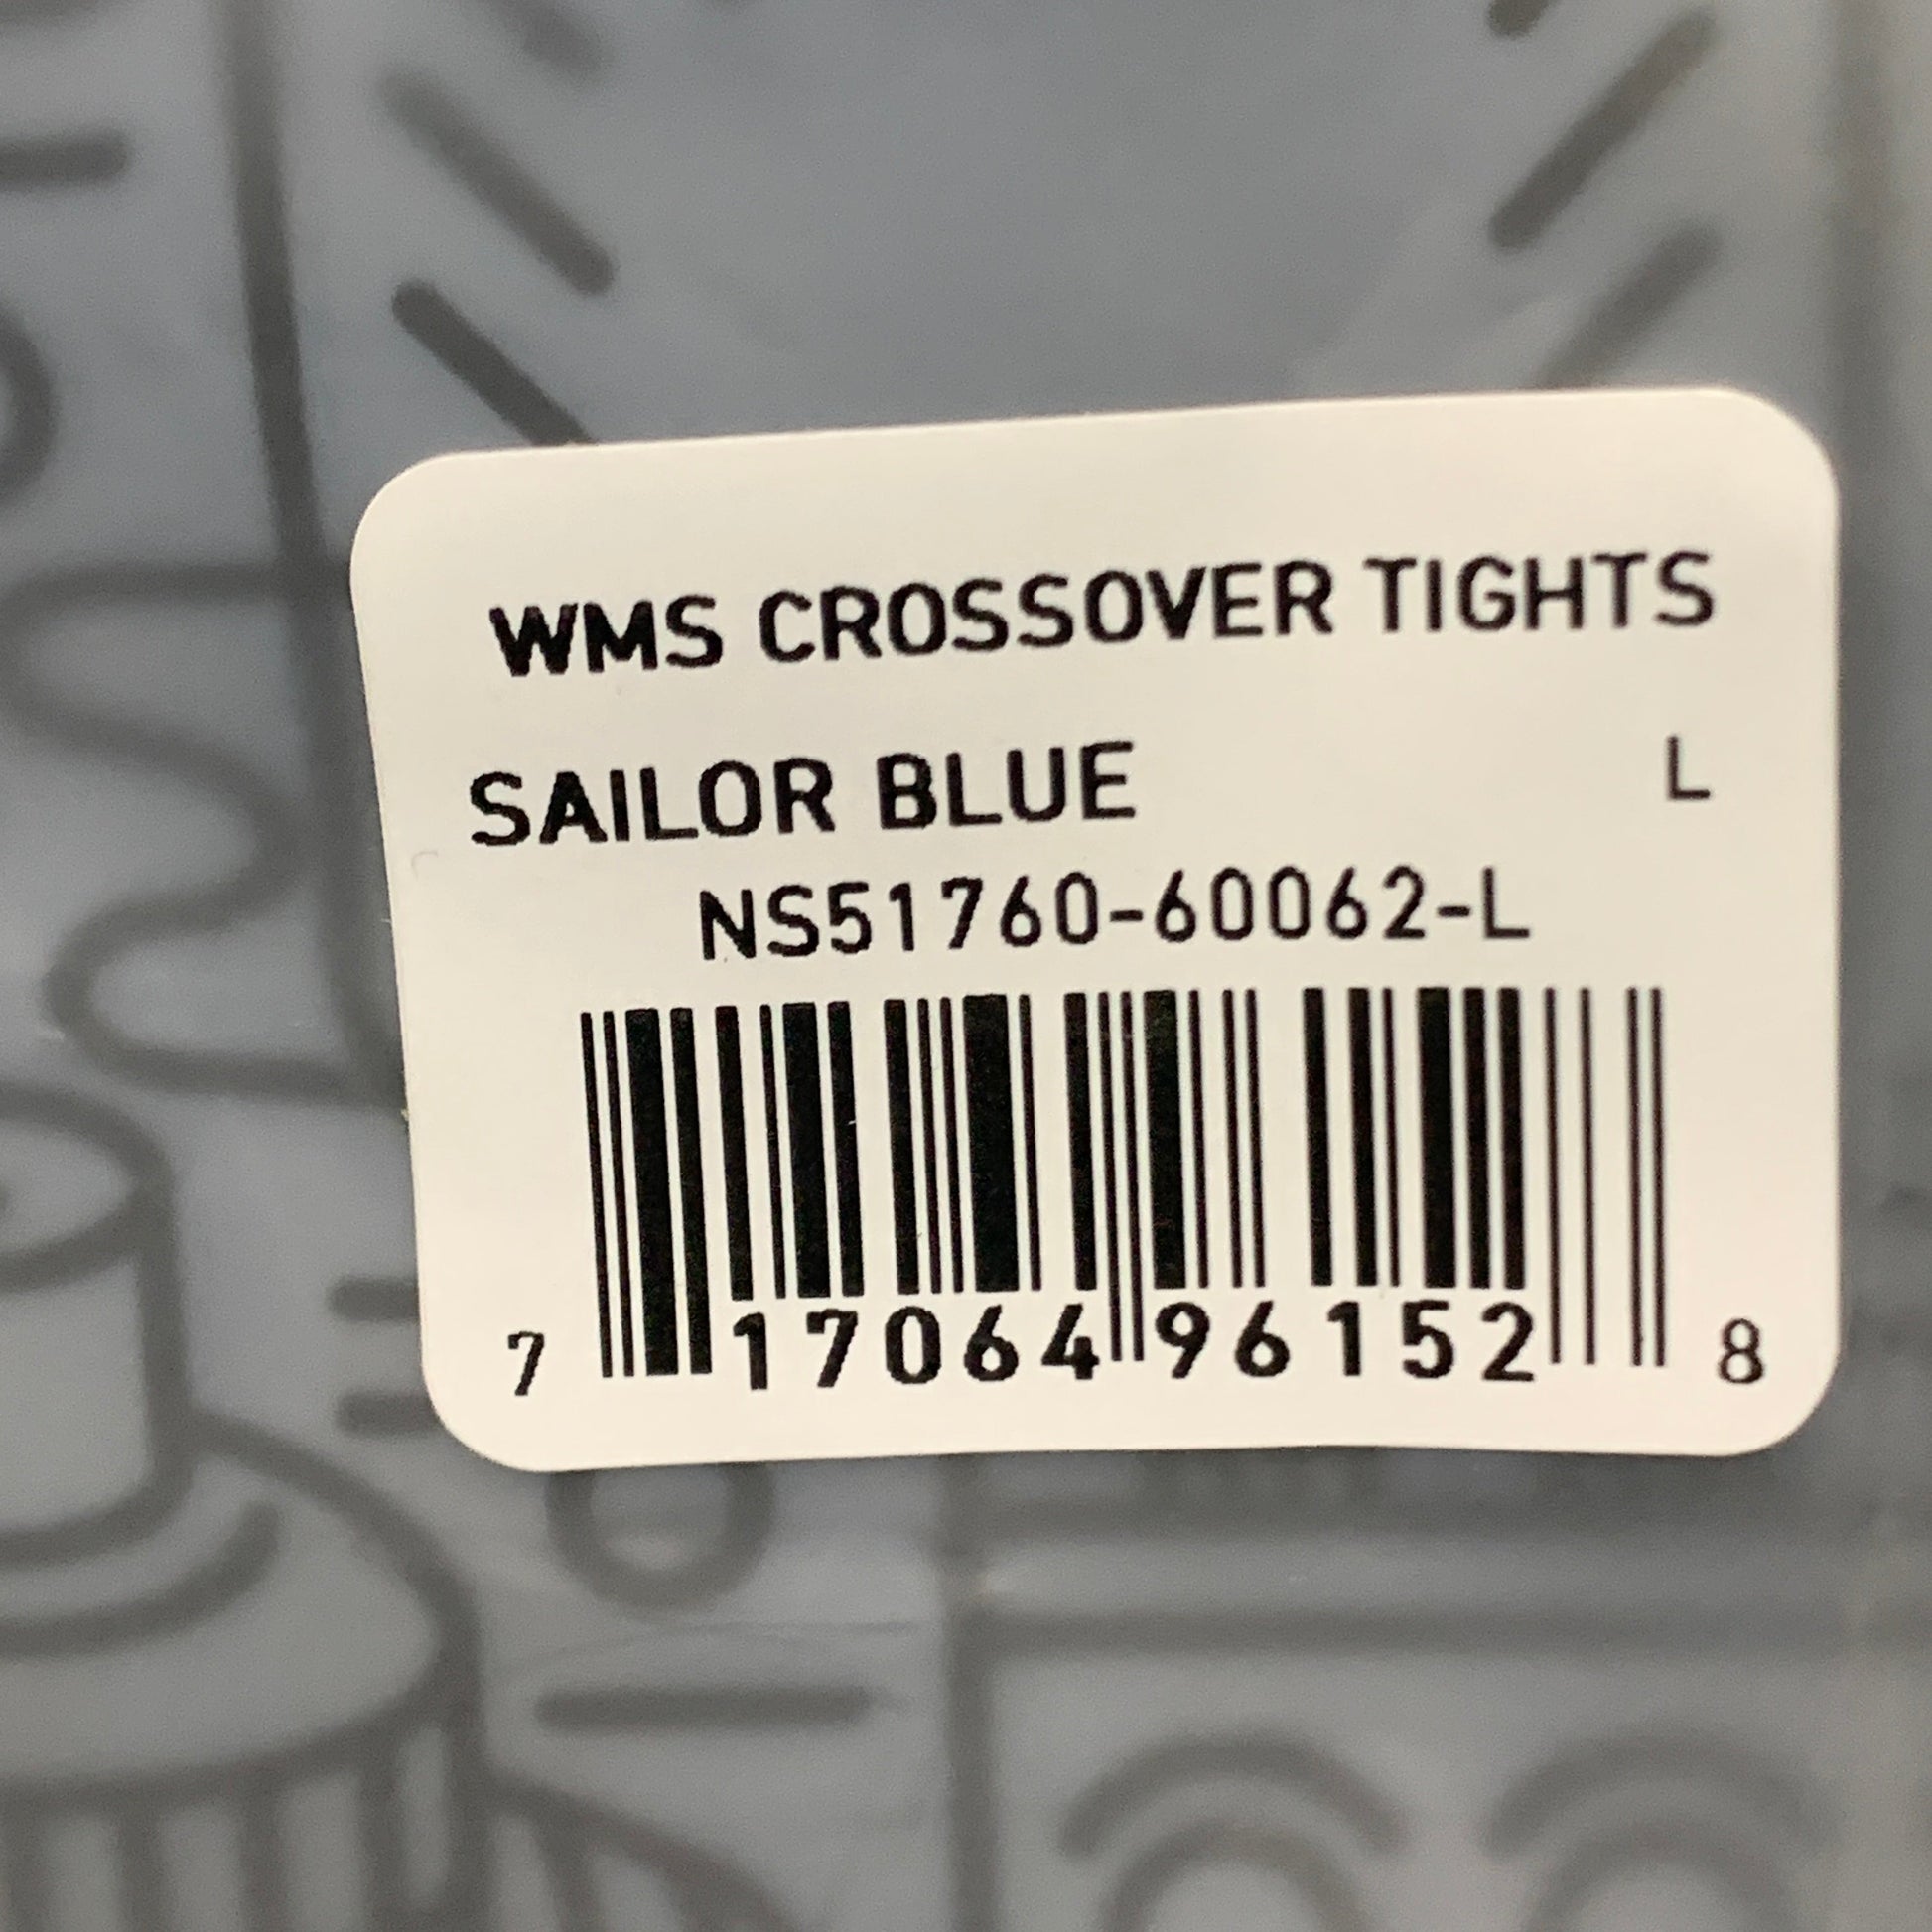 WMS CROSSOVER TIGHTS
SAILOR BLUE L
NS51760-60062-L
7 17064 96152 8